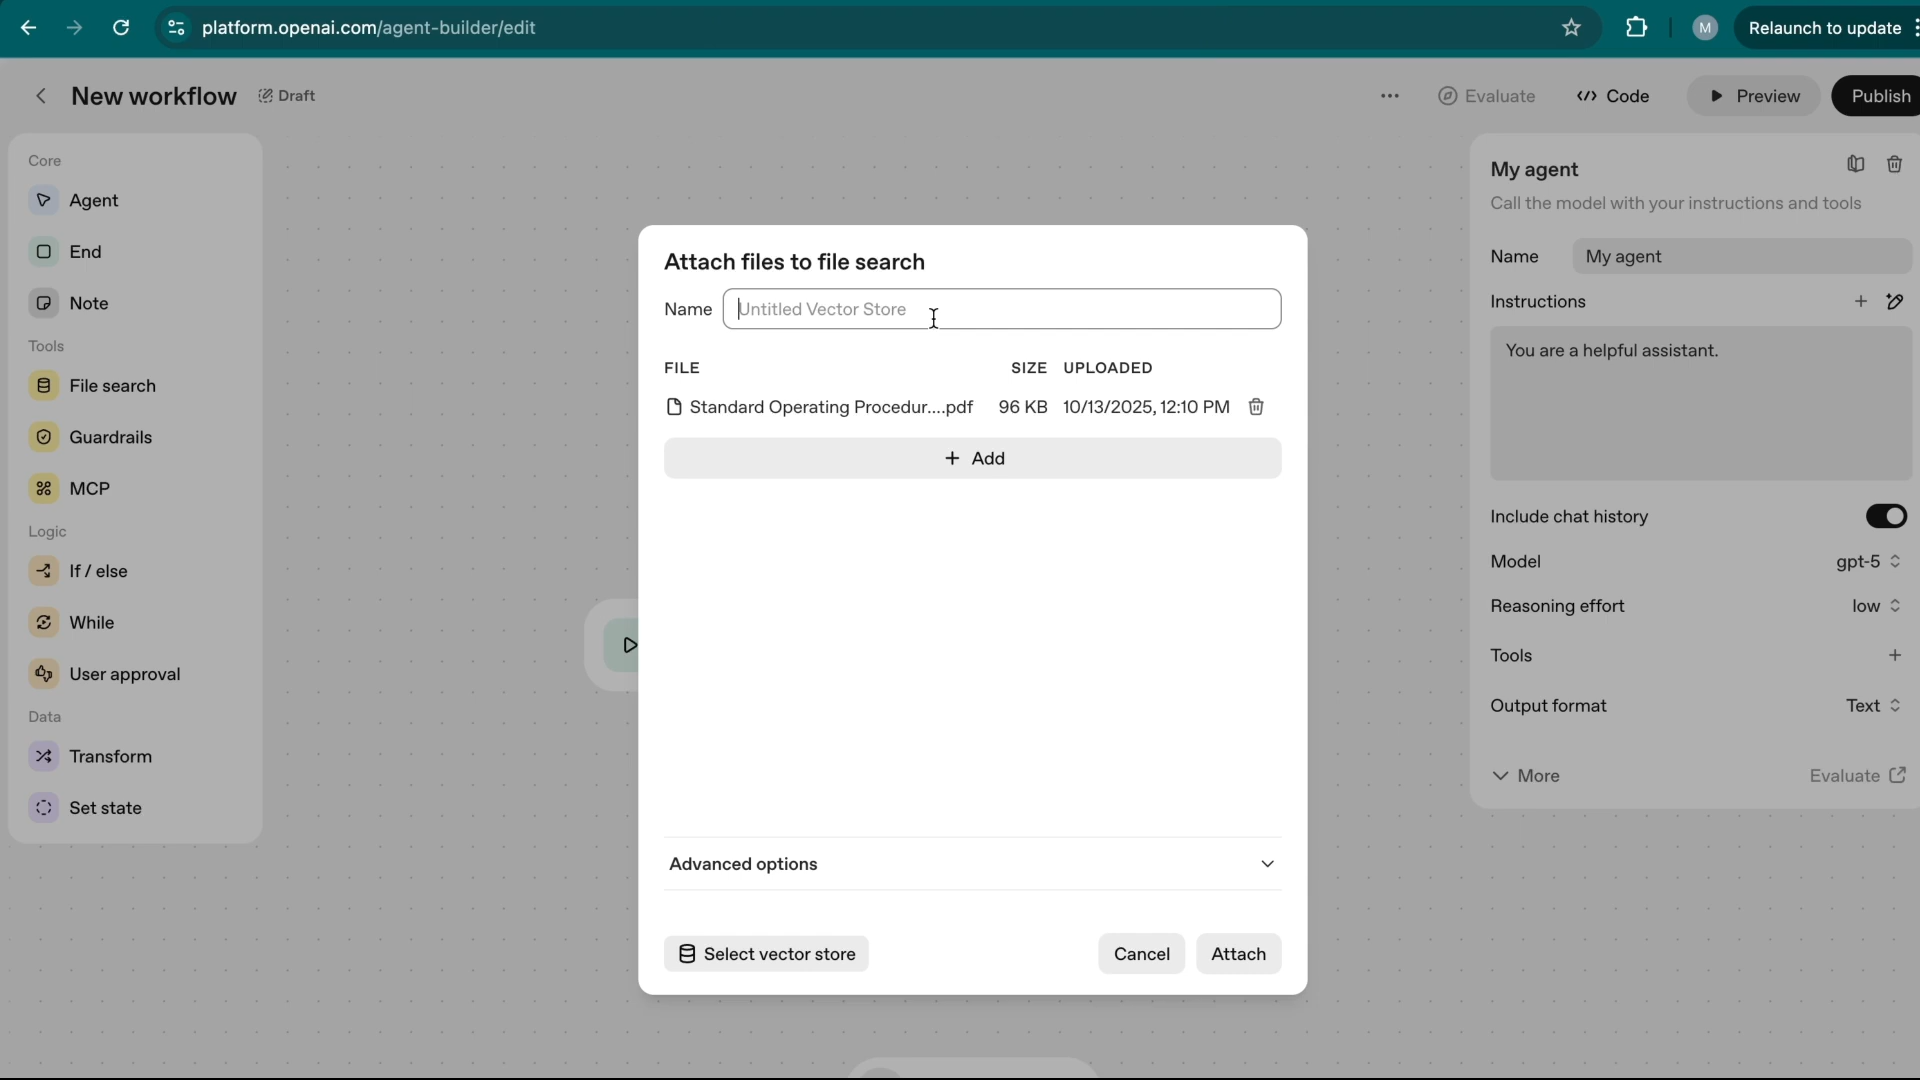 platform.openai.com/agent-builder/edit
M
Relaunch to update
New workflow
Draft
Evaluate
Code
Preview
Publish
Core
Agent
End
Note
Tools
File search
Guardrails
MCP
Logic
If / else
While
User approval
Data
Transform
Set state
Attach files to file search
Name
Untitled Vector Store
FILE SIZE UPLOADED
Standard Operating Procedur....pdf 96 KB 10/13/2025, 12:10 PM
+ Add
Advanced options
Select vector store
Cancel
Attach
My agent
Call the model with your instructions and tools
Name My agent
Instructions
You are a helpful assistant.
Include chat history
Model gpt-5
Reasoning effort low
Tools
Output format Text
More
Evaluate